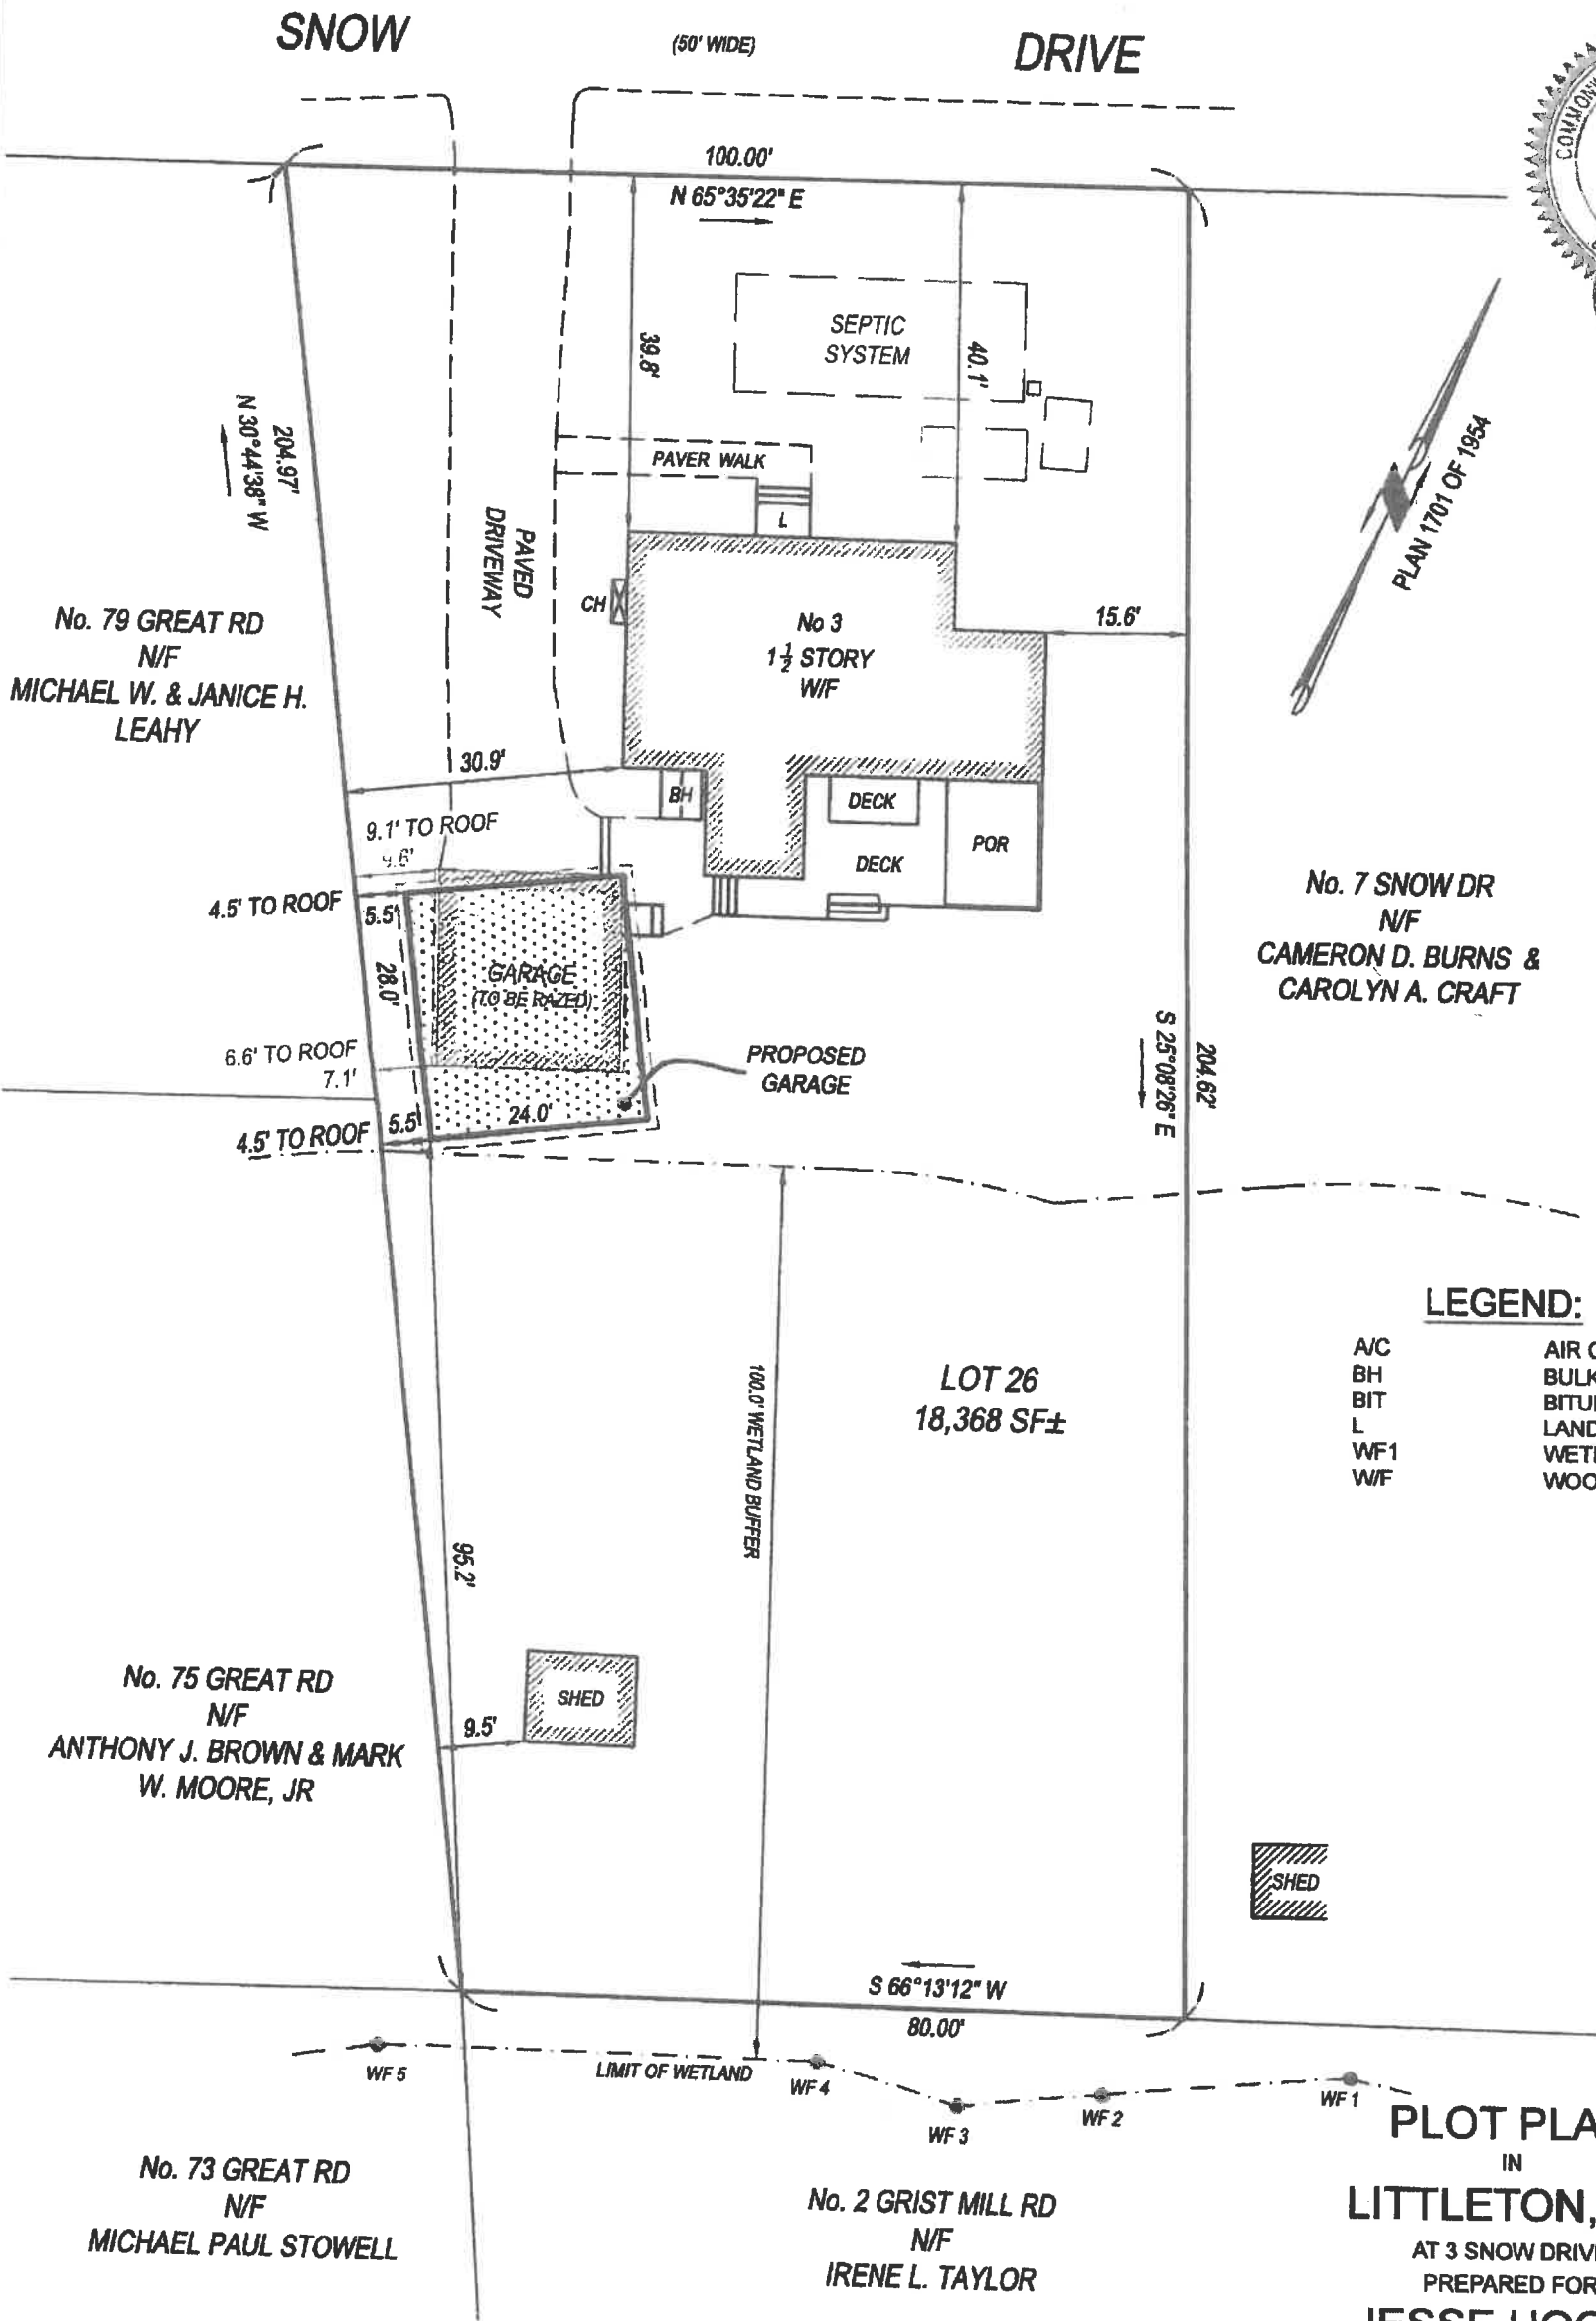 SNOW
(50' WIDE)
DRIVE
100.00'
N 65°35'22" E
39.8'
SEPTIC
SYSTEM
40.1'
204.97'
N 30°44'38" W
PAVER WALK
L
PAVED
DRIVEWAY
CH
No 3
1½ STORY
W/F
15.6'
PLAN 1701 OF 1954
No. 79 GREAT RD
N/F
MICHAEL W. & JANICE H.
LEAHY
30.9'
BH
DECK
DECK
POR
9.1' TO ROOF
9.6'
4.5' TO ROOF
5.5'
28.0'
GARAGE
(TO BE RAZED)
No. 7 SNOW DR
N/F
CAMERON D. BURNS &
CAROLYN A. CRAFT
6.6' TO ROOF
7.1'
PROPOSED
GARAGE
24.0'
4.5' TO ROOF
5.5'
204.62'
S 25°08'26" E
100.0' WETLAND BUFFER
LOT 26
18,368 SF±
LEGEND:
A/C
BH BULK
BIT
L LAND
WF1
W/F
95.2'
No. 75 GREAT RD
N/F
ANTHONY J. BROWN & MARK
W. MOORE, JR
SHED
9.5'
SHED
S 66°13'12" W
80.00'
WF 5
LIMIT OF WETLAND
WF 4
WF 3
WF 2
WF 1
No. 73 GREAT RD
N/F
MICHAEL PAUL STOWELL
No. 2 GRIST MILL RD
N/F
IRENE L. TAYLOR
PLOT
IN
LITTLETON,
AT 3 SNOW
PREPARED FOR
JESSE